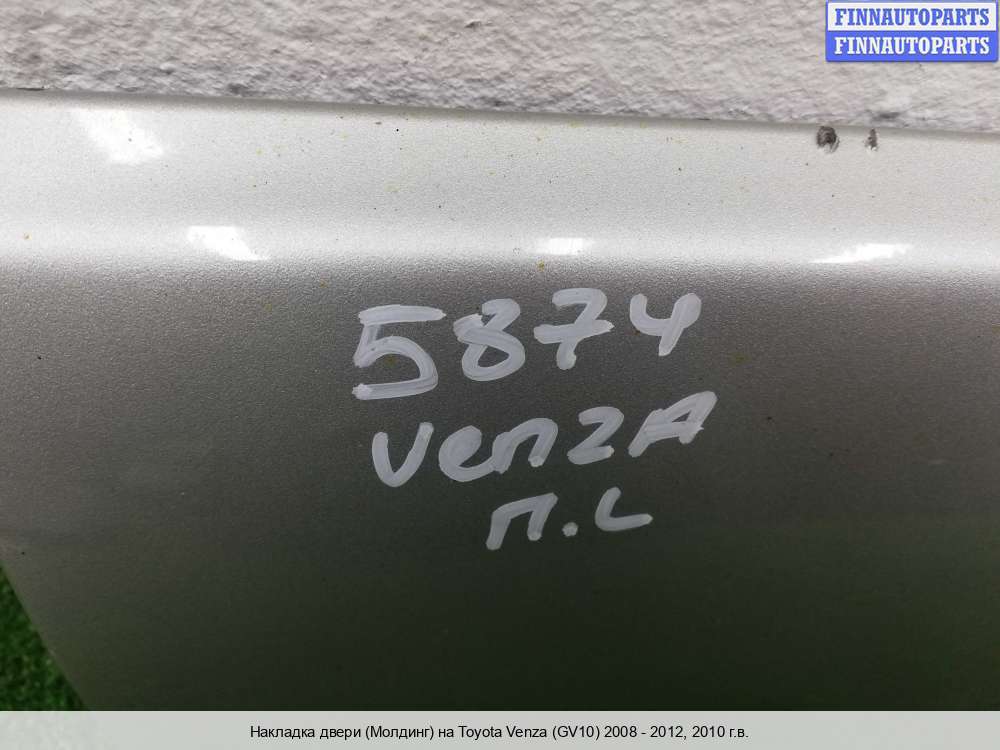 FINNAUTOPARTS
FINNAUTOPARTS
5874
venzA
П.L
Накладка двери (Молдинг) на Toyota Venza (GV10) 2008 - 2012, 2010 г.в.